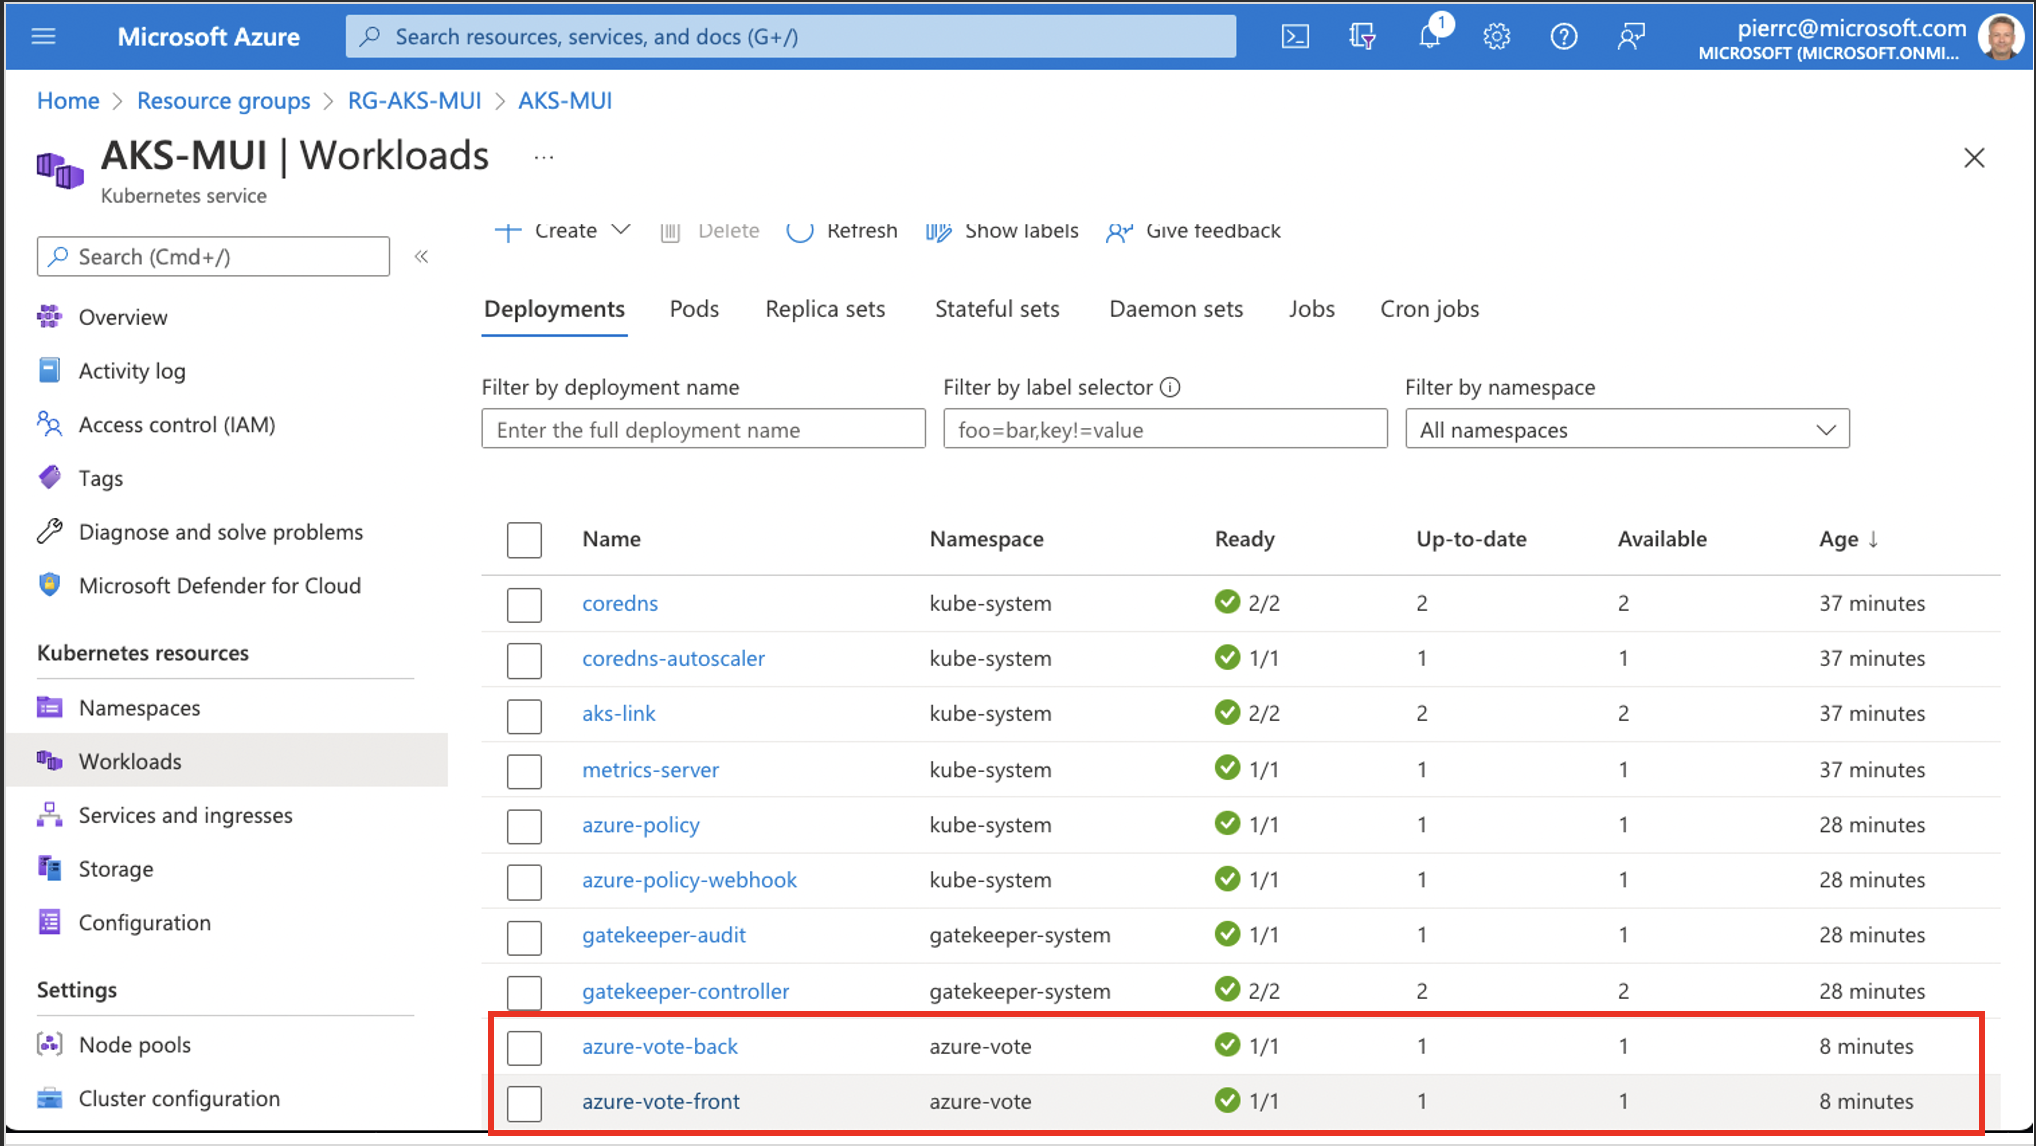 Microsoft Azure
Search resources, services, and docs (G+/)
1
pierrc@microsoft.com
MICROSOFT (MICROSOFT.ONMI...
Home > Resource groups > RG-AKS-MUI > AKS-MUI
AKS-MUI | Workloads ...
Kubernetes service
Search (Cmd+/)
«
Overview
Activity log
Access control (IAM)
Tags
Diagnose and solve problems
Microsoft Defender for Cloud
Kubernetes resources
Namespaces
Workloads
Services and ingresses
Storage
Configuration
Settings
Node pools
Cluster configuration
Create Delete Refresh Show labels Give feedback
Deployments Pods Replica sets Stateful sets Daemon sets Jobs Cron jobs
Filter by deployment name Filter by label selector Filter by namespace
Enter the full deployment name foo=bar,key!=value All namespaces
Name Namespace Ready Up-to-date Available Age ↓
coredns kube-system 2/2 2 2 37 minutes
coredns-autoscaler kube-system 1/1 1 1 37 minutes
aks-link kube-system 2/2 2 2 37 minutes
metrics-server kube-system 1/1 1 1 37 minutes
azure-policy kube-system 1/1 1 1 28 minutes
azure-policy-webhook kube-system 1/1 1 1 28 minutes
gatekeeper-audit gatekeeper-system 1/1 1 1 28 minutes
gatekeeper-controller gatekeeper-system 2/2 2 2 28 minutes
azure-vote-back azure-vote 1/1 1 1 8 minutes
azure-vote-front azure-vote 1/1 1 1 8 minutes